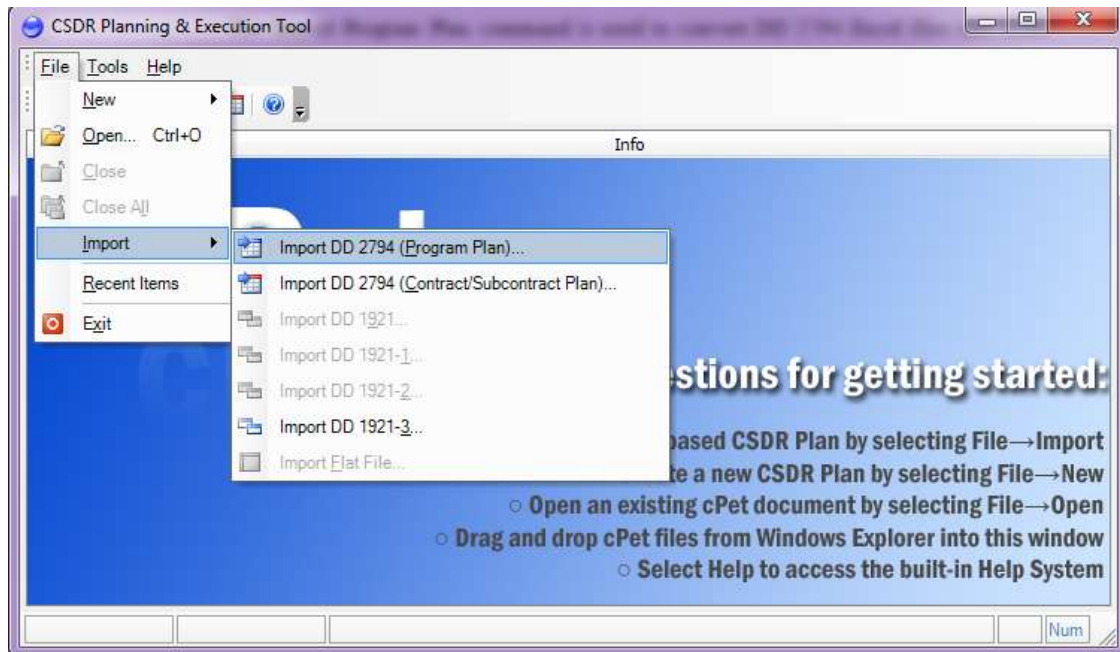 CSDR Planning & Execution Tool
File Tools Help
New
Open... Ctrl+O
Info
Close
Close All
Import
Import DD 2794 (Program Plan)...
Recent Items
Import DD 2794 (Contract/Subcontract Plan)...
Exit
Import DD 1921...
Import DD 1921-1...
Import DD 1921-2...
Import DD 1921-3...
Import Flat File...
stions for getting started:
based CSDR Plan by selecting File→Import
te a new CSDR Plan by selecting File→New
○ Open an existing cPet document by selecting File→Open
○ Drag and drop cPet files from Windows Explorer into this window
○ Select Help to access the built-in Help System
Num